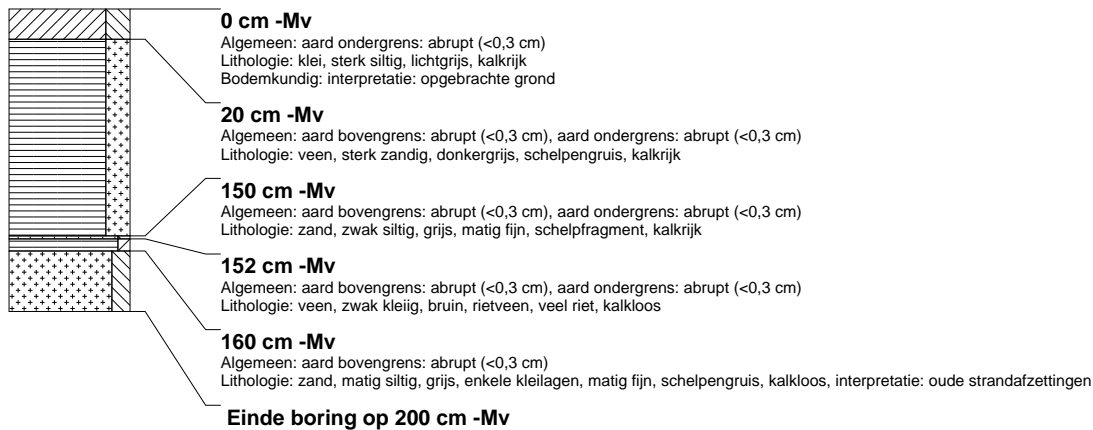 0 cm -Mv
Algemeen: aard ondergrens: abrupt (<0,3 cm)
Lithologie: klei, sterk siltig, lichtgrijs, kalkrijk
Bodemkundig: interpretatie: opgebrachte grond
20 cm -Mv
Algemeen: aard bovengrens: abrupt (<0,3 cm), aard ondergrens: abrupt (<0,3 cm)
Lithologie: veen, sterk zandig, donkergrijs, schelpengruis, kalkrijk
150 cm -Mv
Algemeen: aard bovengrens: abrupt (<0,3 cm), aard ondergrens: abrupt (<0,3 cm)
Lithologie: zand, zwak siltig, grijs, matig fijn, schelpfragment, kalkrijk
152 cm -Mv
Algemeen: aard bovengrens: abrupt (<0,3 cm), aard ondergrens: abrupt (<0,3 cm)
Lithologie: veen, zwak kleiig, bruin, rietveen, veel riet, kalkloos
160 cm -Mv
Algemeen: aard bovengrens: abrupt (<0,3 cm)
Lithologie: zand, matig siltig, grijs, enkele kleilagen, matig fijn, schelpengruis, kalkloos, interpretatie: oude strandafzettingen
Einde boring op 200 cm -Mv